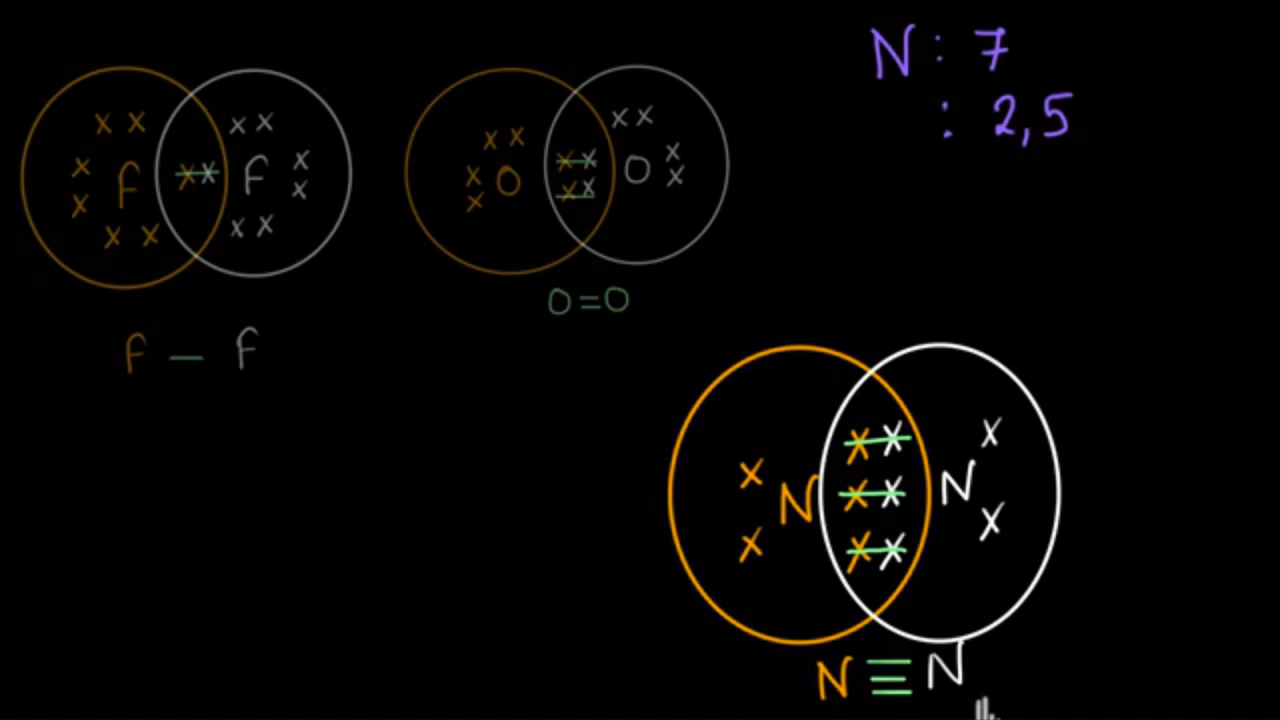 N : 7
: 2,5
F F
O O
O=O
F — F
N N
N ≡ N